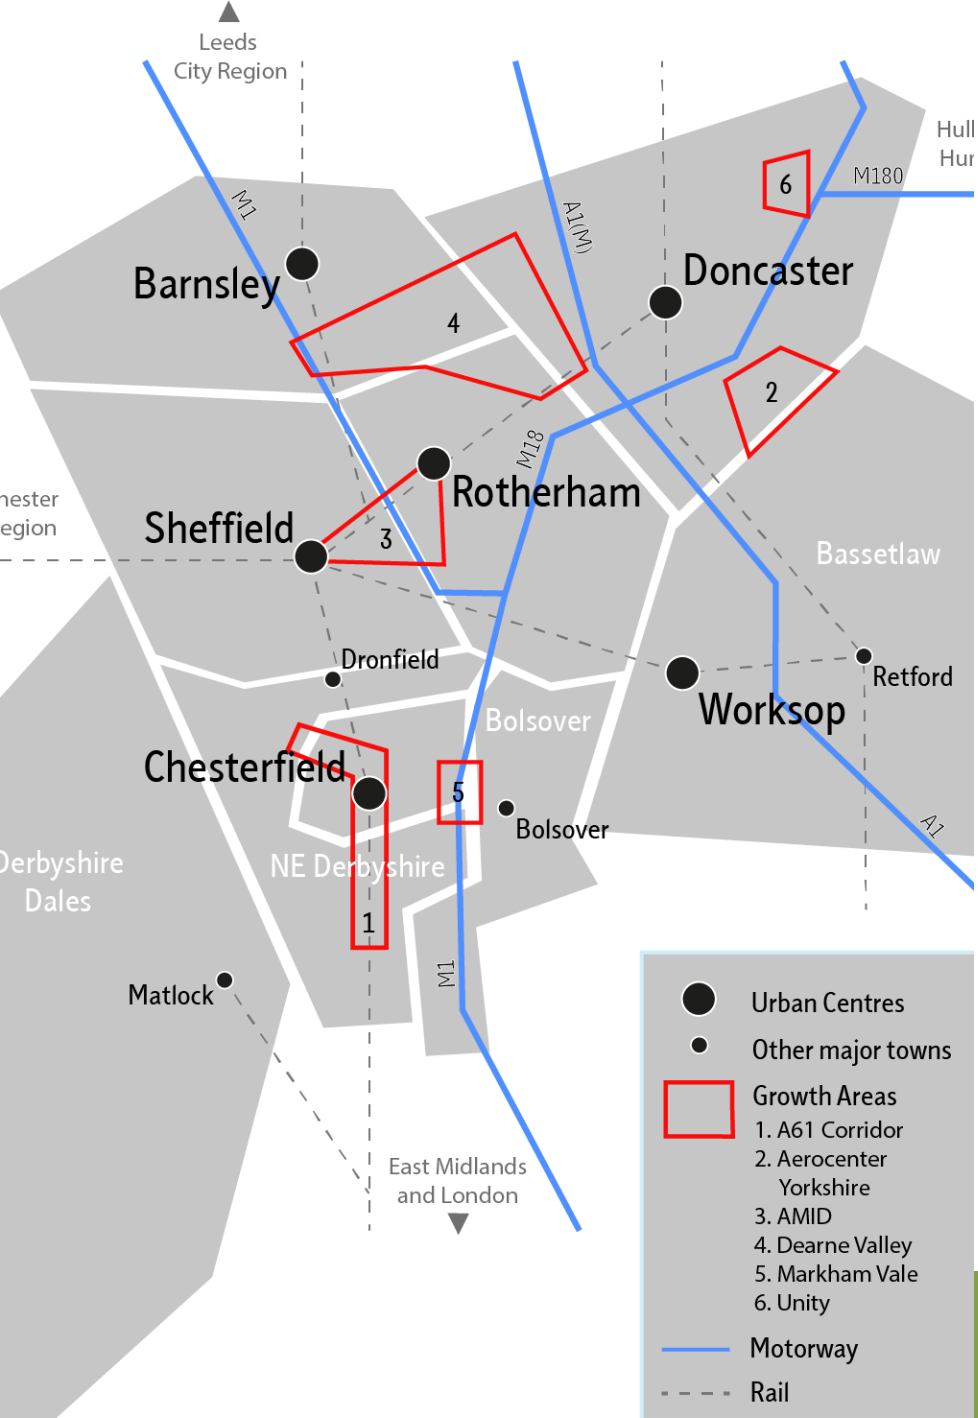 Leeds
City Region
Hull
Hum
M1
A1(M)
6
M180
Barnsley
Doncaster
4
2
M18
Rotherham
Sheffield
3
hester
egion
Bassetlaw
Dronfield
Retford
Worksop
Bolsover
Chesterfield
5
Bolsover
A1
Derbyshire
Dales
NE Derbyshire
1
M1
Matlock
East Midlands
and London
Urban Centres
Other major towns
Growth Areas
1. A61 Corridor
2. Aerocenter
Yorkshire
3. AMID
4. Dearne Valley
5. Markham Vale
6. Unity
Motorway
Rail